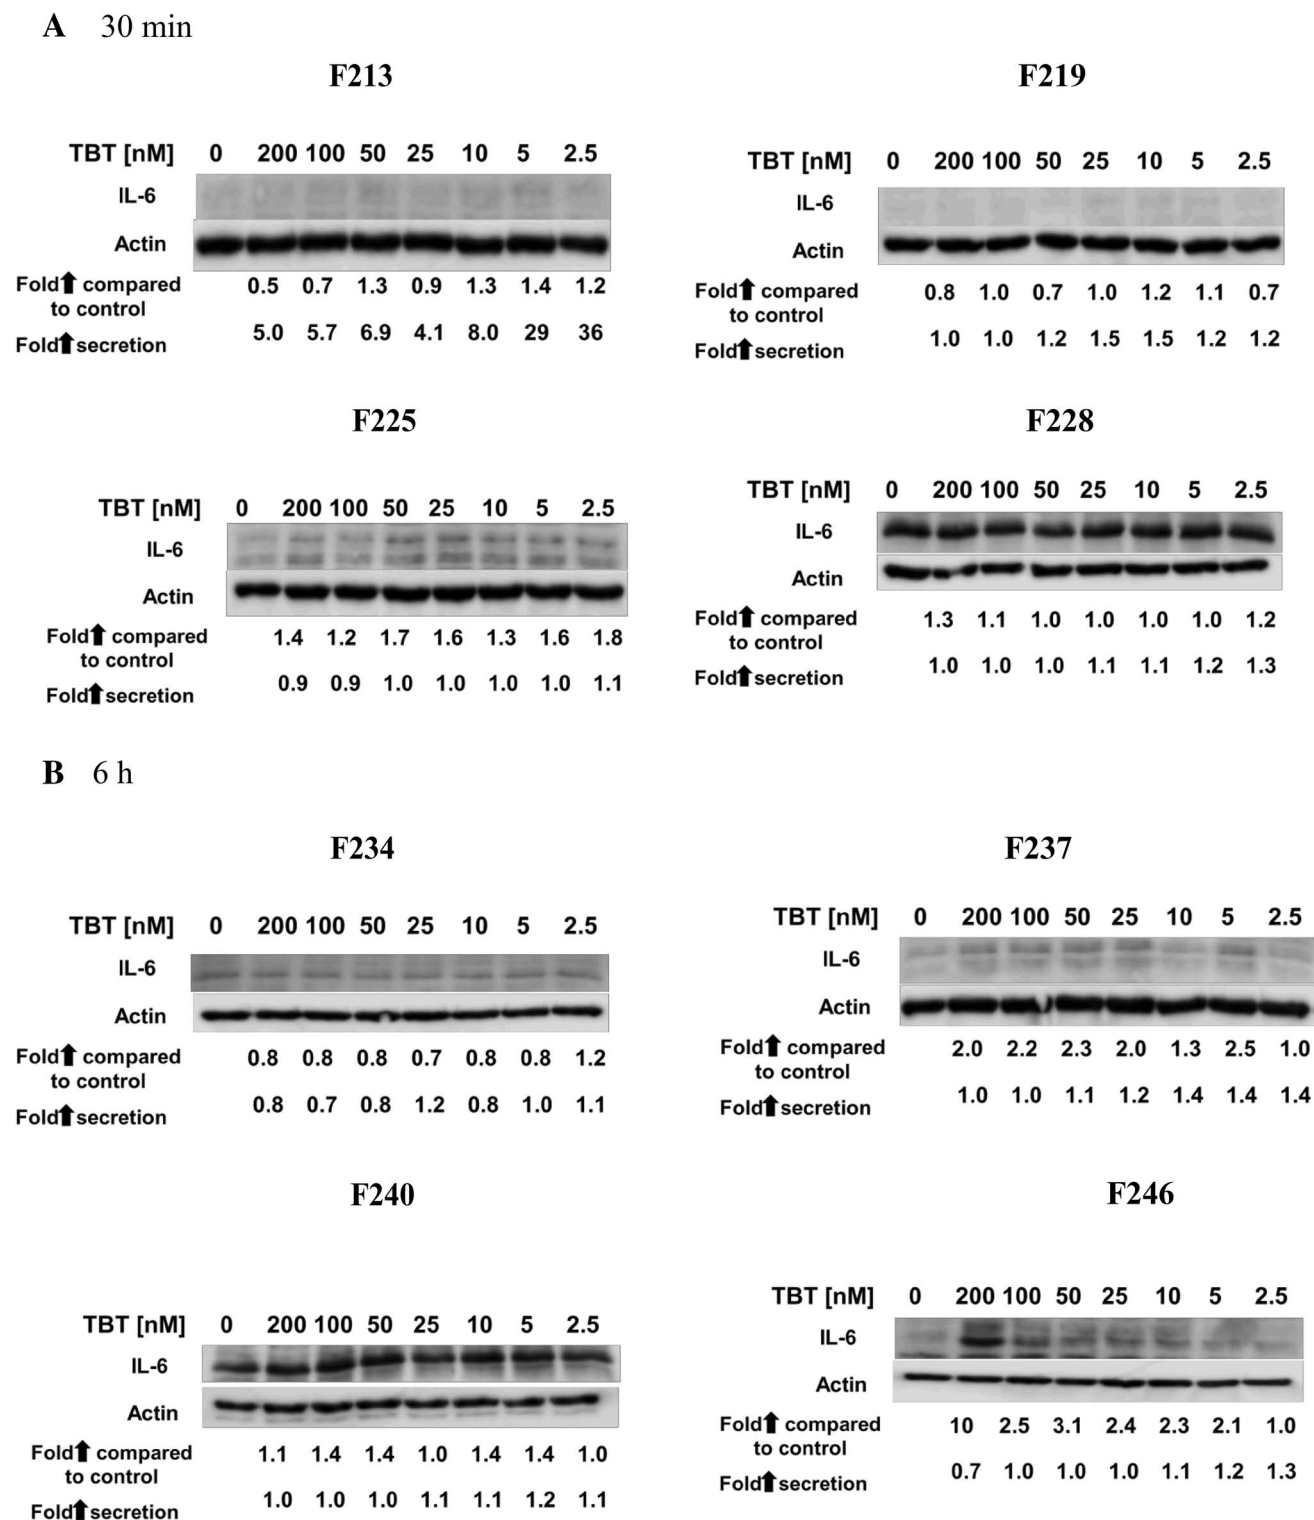 A 30 min
F213
TBT [nM] 0 200 100 50 25 10 5 2.5
IL-6
Actin
Fold⬆ compared to control 0.5 0.7 1.3 0.9 1.3 1.4 1.2
Fold⬆secretion 5.0 5.7 6.9 4.1 8.0 29 36
F219
TBT [nM] 0 200 100 50 25 10 5 2.5
IL-6
Actin
Fold⬆ compared to control 0.8 1.0 0.7 1.0 1.2 1.1 0.7
Fold⬆secretion 1.0 1.0 1.2 1.5 1.5 1.2 1.2
F225
TBT [nM] 0 200 100 50 25 10 5 2.5
IL-6
Actin
Fold⬆ compared to control 1.4 1.2 1.7 1.6 1.3 1.6 1.8
Fold⬆secretion 0.9 0.9 1.0 1.0 1.0 1.0 1.1
F228
TBT [nM] 0 200 100 50 25 10 5 2.5
IL-6
Actin
Fold⬆ compared to control 1.3 1.1 1.0 1.0 1.0 1.0 1.2
Fold⬆secretion 1.0 1.0 1.0 1.1 1.1 1.2 1.3
B 6 h
F234
TBT [nM] 0 200 100 50 25 10 5 2.5
IL-6
Actin
Fold⬆ compared to control 0.8 0.8 0.8 0.7 0.8 0.8 1.2
Fold⬆secretion 0.8 0.7 0.8 1.2 0.8 1.0 1.1
F237
TBT [nM] 0 200 100 50 25 10 5 2.5
IL-6
Actin
Fold⬆ compared to control 2.0 2.2 2.3 2.0 1.3 2.5 1.0
Fold⬆secretion 1.0 1.0 1.1 1.2 1.4 1.4 1.4
F240
TBT [nM] 0 200 100 50 25 10 5 2.5
IL-6
Actin
Fold⬆ compared to control 1.1 1.4 1.4 1.0 1.4 1.4 1.0
Fold⬆secretion 1.0 1.0 1.0 1.1 1.1 1.2 1.1
F246
TBT [nM] 0 200 100 50 25 10 5 2.5
IL-6
Actin
Fold⬆ compared to control 10 2.5 3.1 2.4 2.3 2.1 1.0
Fold⬆secretion 0.7 1.0 1.0 1.0 1.1 1.2 1.3